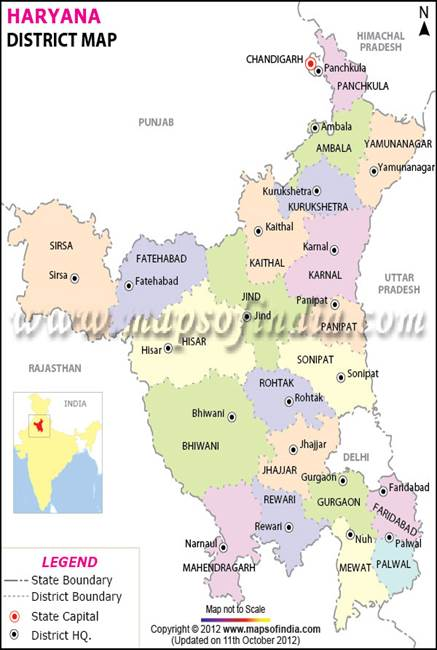 HARYANA
DISTRICT MAP
N
HIMACHAL
PRADESH
CHANDIGARH
Panchkula
PANCHKULA
PUNJAB
Ambala
AMBALA
YAMUNANAGAR
Yamunanagar
Kurukshetra
KURUKSHETRA
Kaithal
KAITHAL
Karnal
KARNAL
SIRSA
Sirsa
FATEHABAD
Fatehabad
UTTAR
PRADESH
JIND
Jind
Panipat
PANIPAT
www.mapsofindia.com
HISAR
Hisar
SONIPAT
Sonipat
RAJASTHAN
ROHTAK
Rohtak
INDIA
Bhiwani
BHIWANI
Jhajjar
JHAJJAR
DELHI
Gurgaon
GURGAON
Faridabad
FARIDABAD
REWARI
Rewari
Narnaul
MAHENDRAGARH
Nuh
MEWAT
Palwal
PALWAL
LEGEND
State Boundary
District Boundary
State Capital
District HQ.
Map not to Scale
Copyright © 2012 www.mapsofindia.com
(Updated on 11th October 2012)